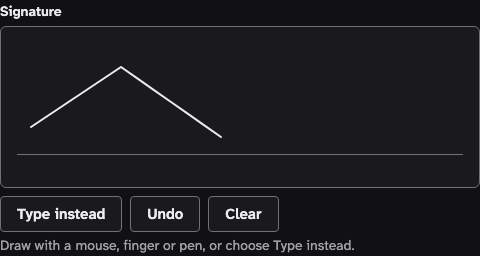 Signature
Type instead Undo Clear
Draw with a mouse, finger or pen, or choose Type instead.